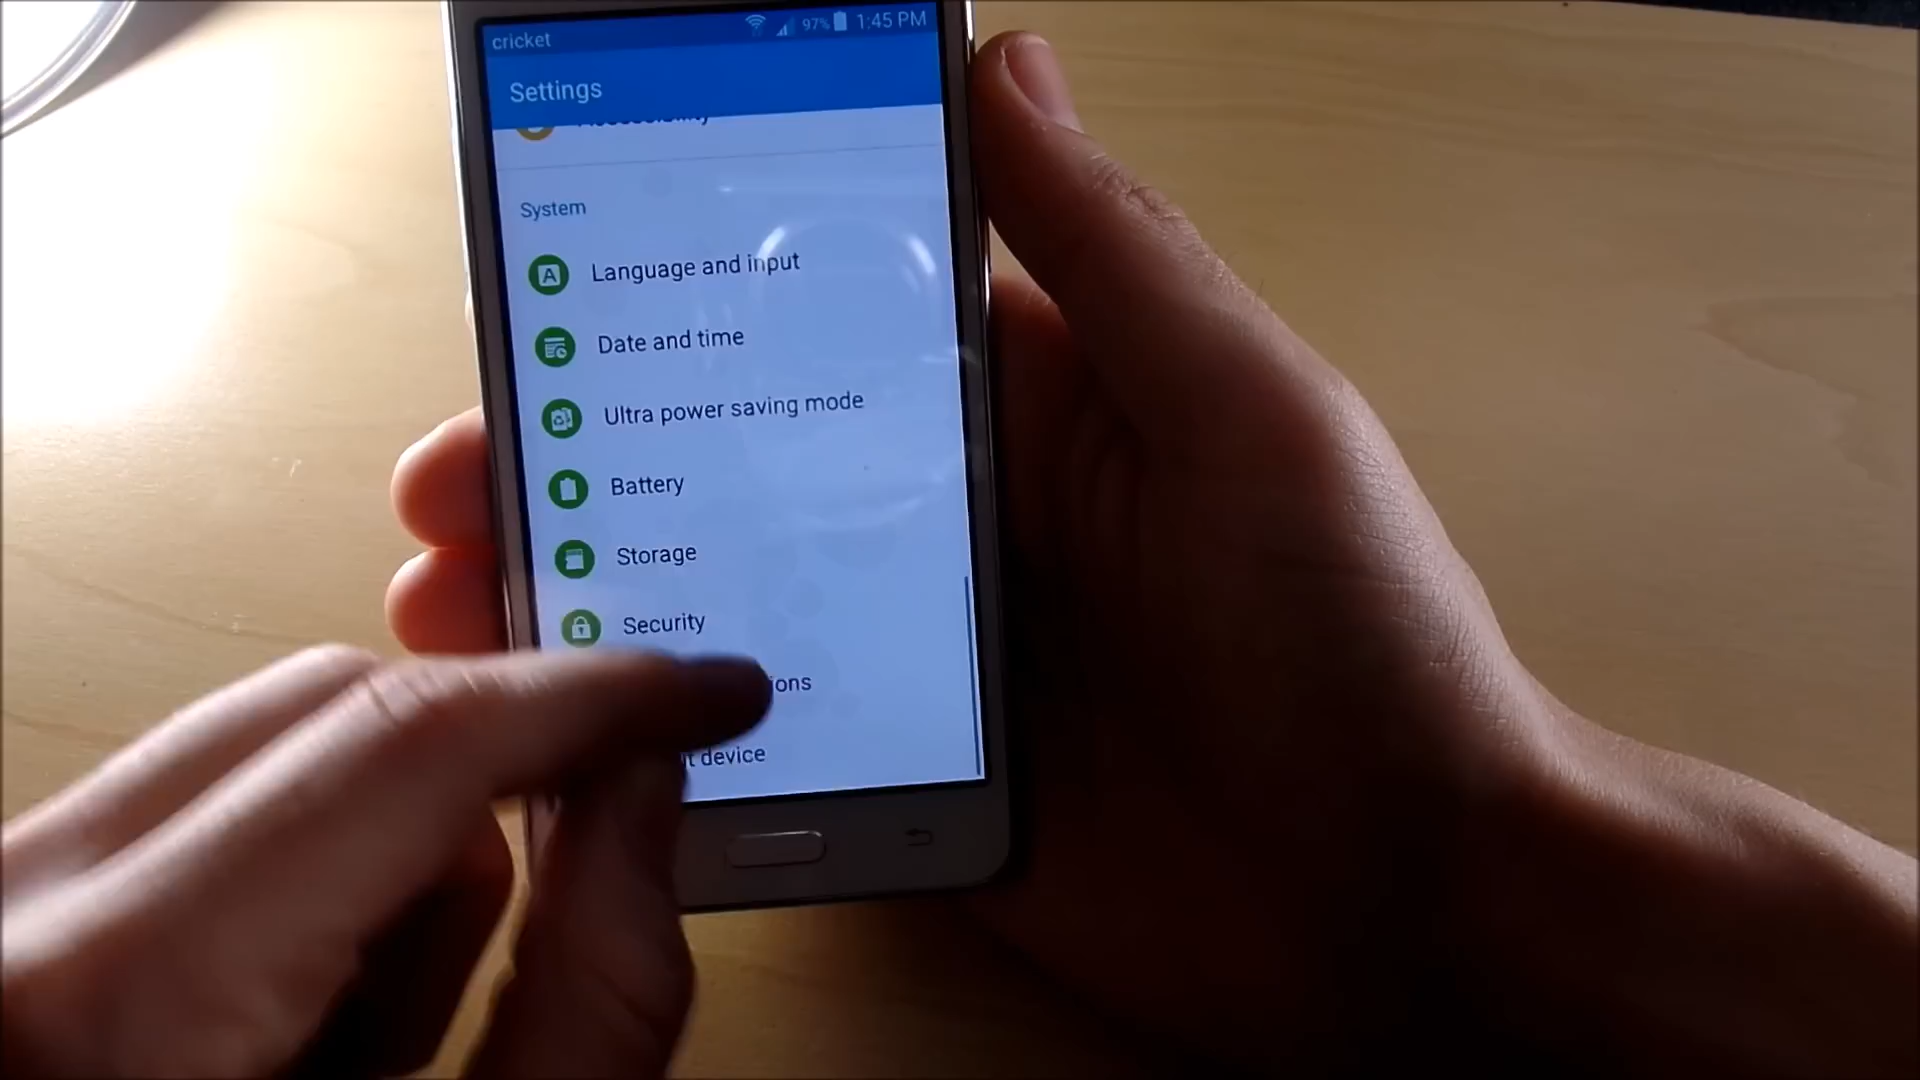 cricket 97% 1:45 PM
Settings
Accessibility
System
Language and input
Date and time
Ultra power saving mode
Battery
Storage
Security
ions
t device